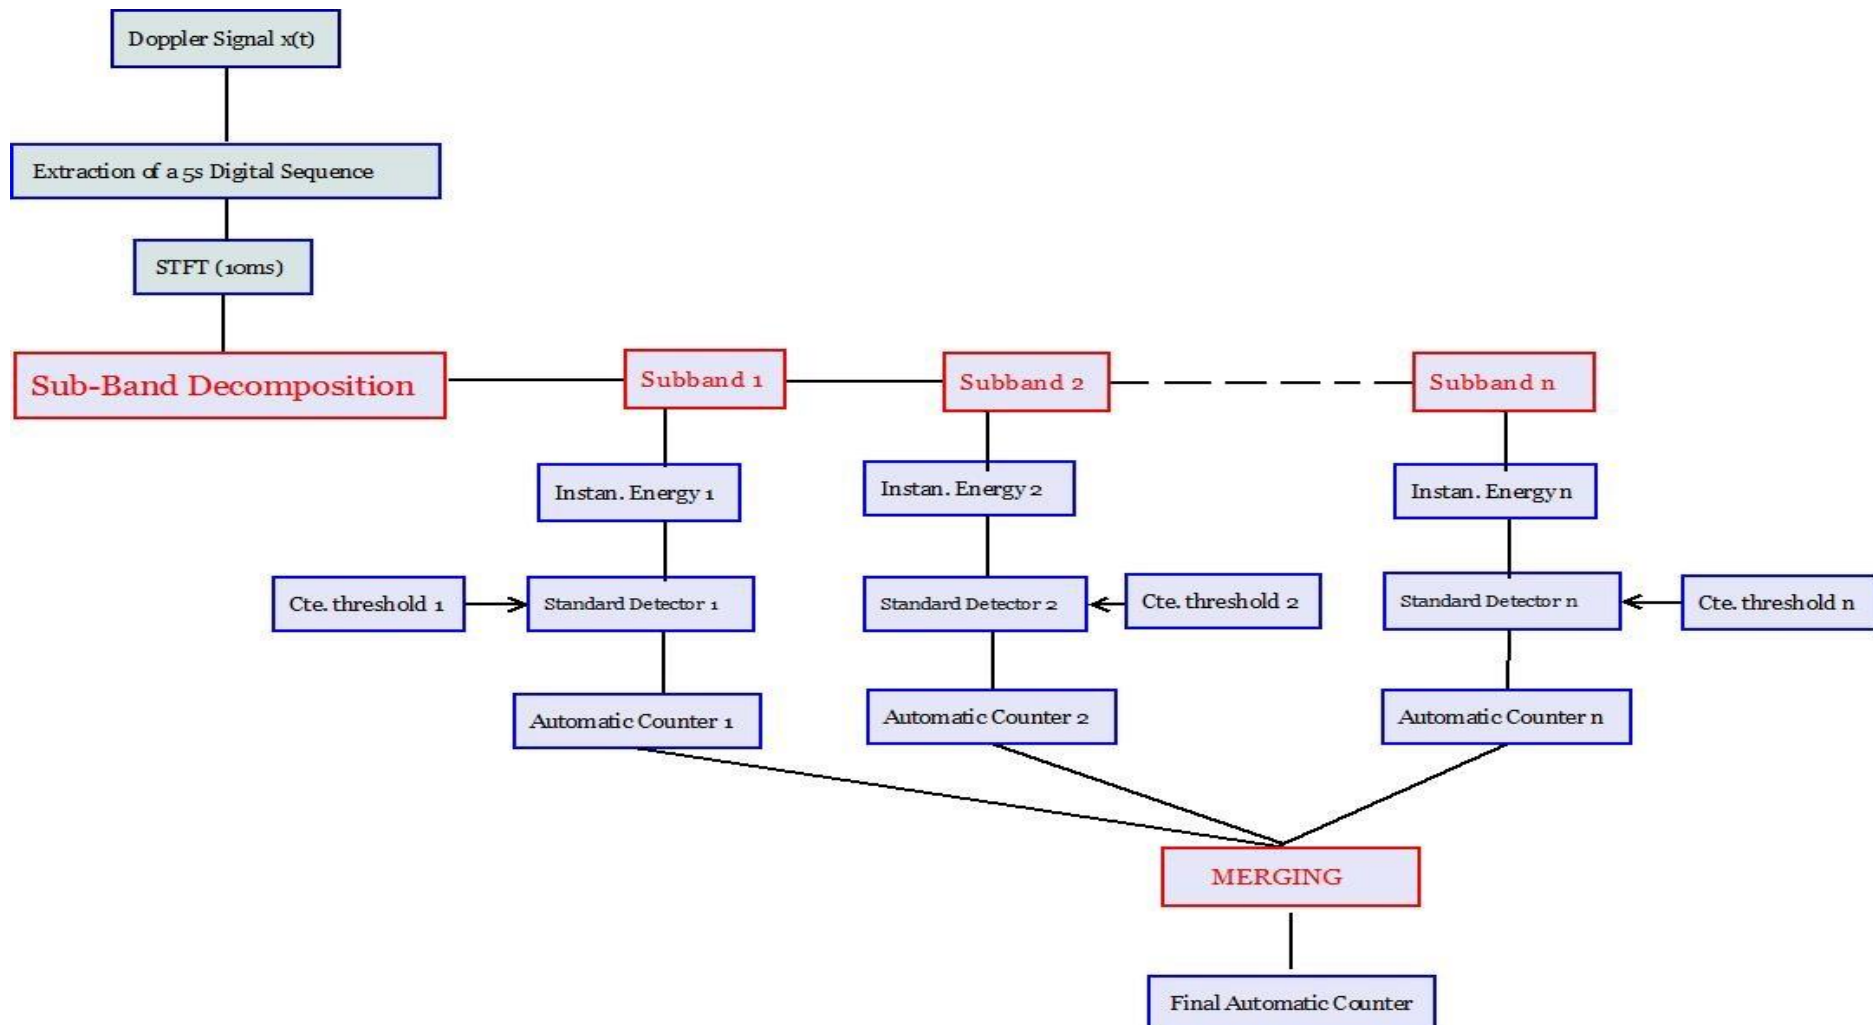 Doppler Signal x(t)
Extraction of a 5s Digital Sequence
STFT (10ms)
Sub-Band Decomposition
Subband 1
Subband 2
Subband n
Instan. Energy 1
Instan. Energy 2
Instan. Energy n
Cte. threshold 1
Standard Detector 1
Standard Detector 2
Cte. threshold 2
Standard Detector n
Cte. threshold n
Automatic Counter 1
Automatic Counter 2
Automatic Counter n
MERGING
Final Automatic Counter